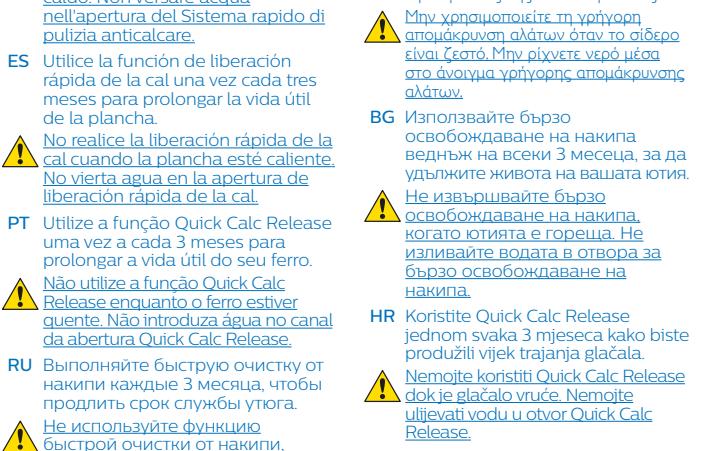 caldo. Non versare acqua
nell'apertura del Sistema rapido di
pulizia anticalcare.
ES Utilice la función de liberación
rápida de la cal una vez cada tres
meses para prolongar la vida útil
de la plancha.
No realice la liberación rápida de la
cal cuando la plancha esté caliente.
No vierta agua en la apertura de
liberación rápida de la cal.
PT Utilize a função Quick Calc Release
uma vez a cada 3 meses para
prolongar a vida útil do seu ferro.
Não utilize a função Quick Calc
Release enquanto o ferro estiver
quente. Não introduza água no canal
da abertura Quick Calc Release.
RU Выполняйте быструю очистку от
накипи каждые 3 месяца, чтобы
продлить срок службы утюга.
Не используйте функцию
быстрой очистки от накипи,
Μην χρησιμοποιείτε τη γρήγορη
απομάκρυνση αλάτων όταν το σίδερο
είναι ζεστό. Μην ρίχνετε νερό μέσα
στο άνοιγμα γρήγορης απομάκρυνσης
αλάτων.
BG Използвайте бързо
освобождаване на накипа
веднъж на всеки 3 месеца, за да
удължите живота на вашата ютия.
Не извършвайте бързо
освобождаване на накипа,
когато ютията е гореща. Не
изливайте водата в отвора за
бързо освобождаване на
накипа.
HR Koristite Quick Calc Release
jednom svaka 3 mjeseca kako biste
produžili vijek trajanja glačala.
Nemojte koristiti Quick Calc Release
dok je glačalo vruće. Nemojte
ulijevati vodu u otvor Quick Calc
Release.